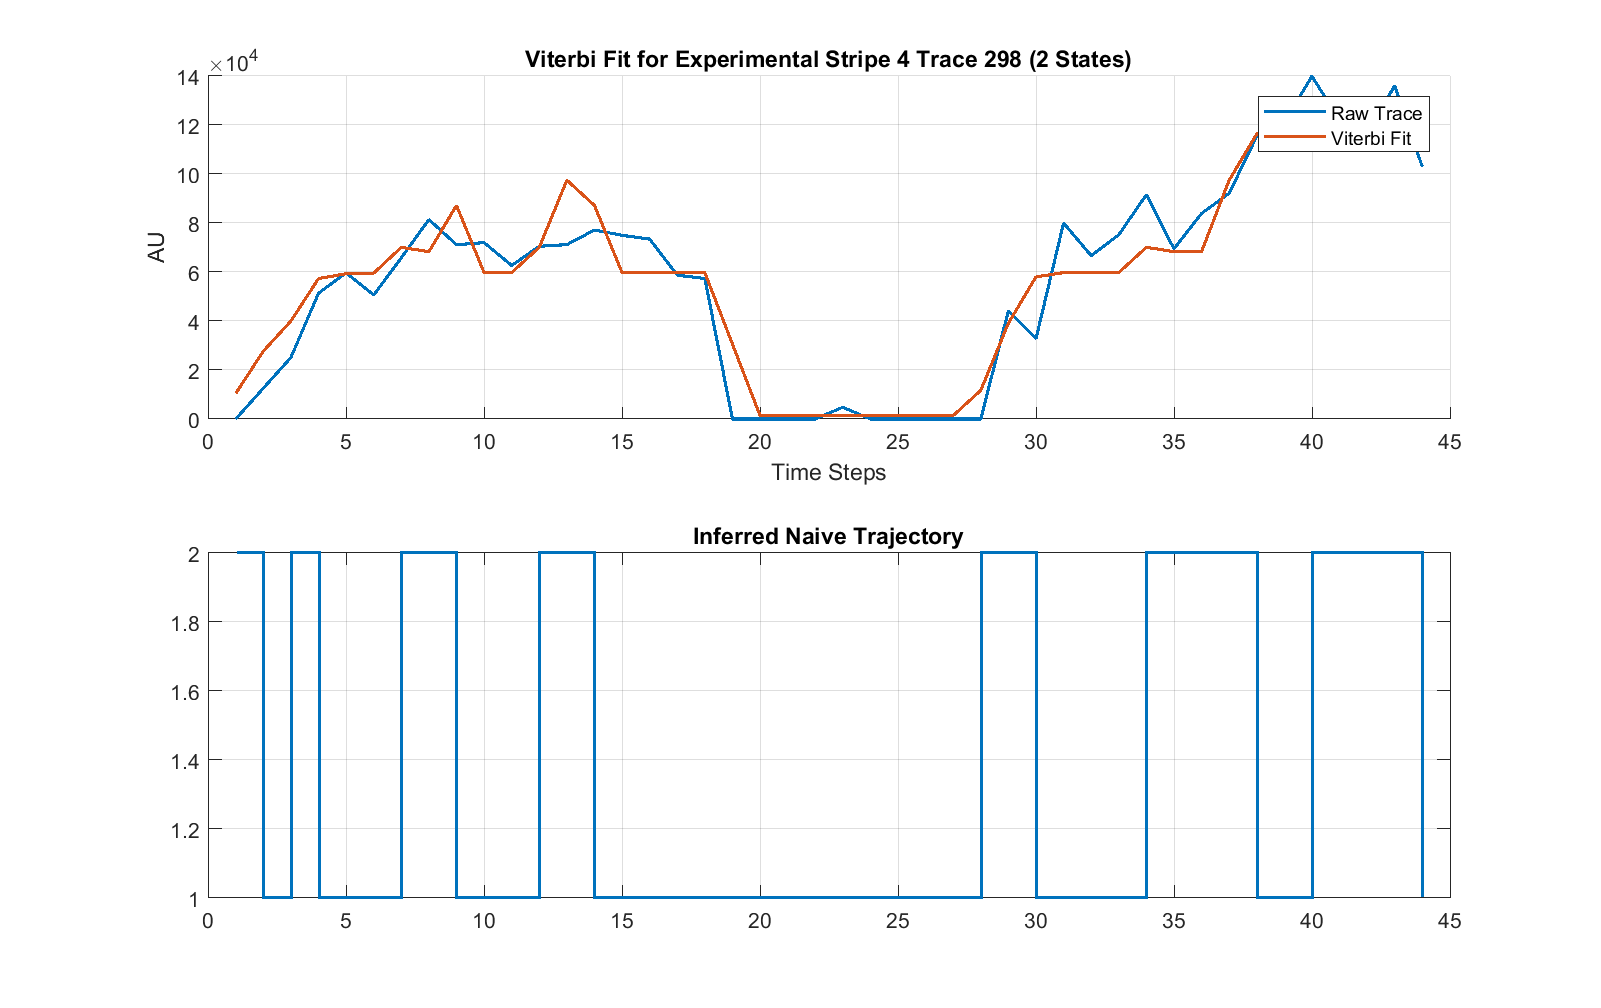 Viterbi Fit for Experimental Stripe 4 Trace 298 (2 States)
×10⁴
14
12
10
8
6
4
2
0
AU
Raw Trace
Viterbi Fit
0 5 10 15 20 25 30 35 40 45
Time Steps
Inferred Naive Trajectory
2
1.8
1.6
1.4
1.2
1
0 5 10 15 20 25 30 35 40 45